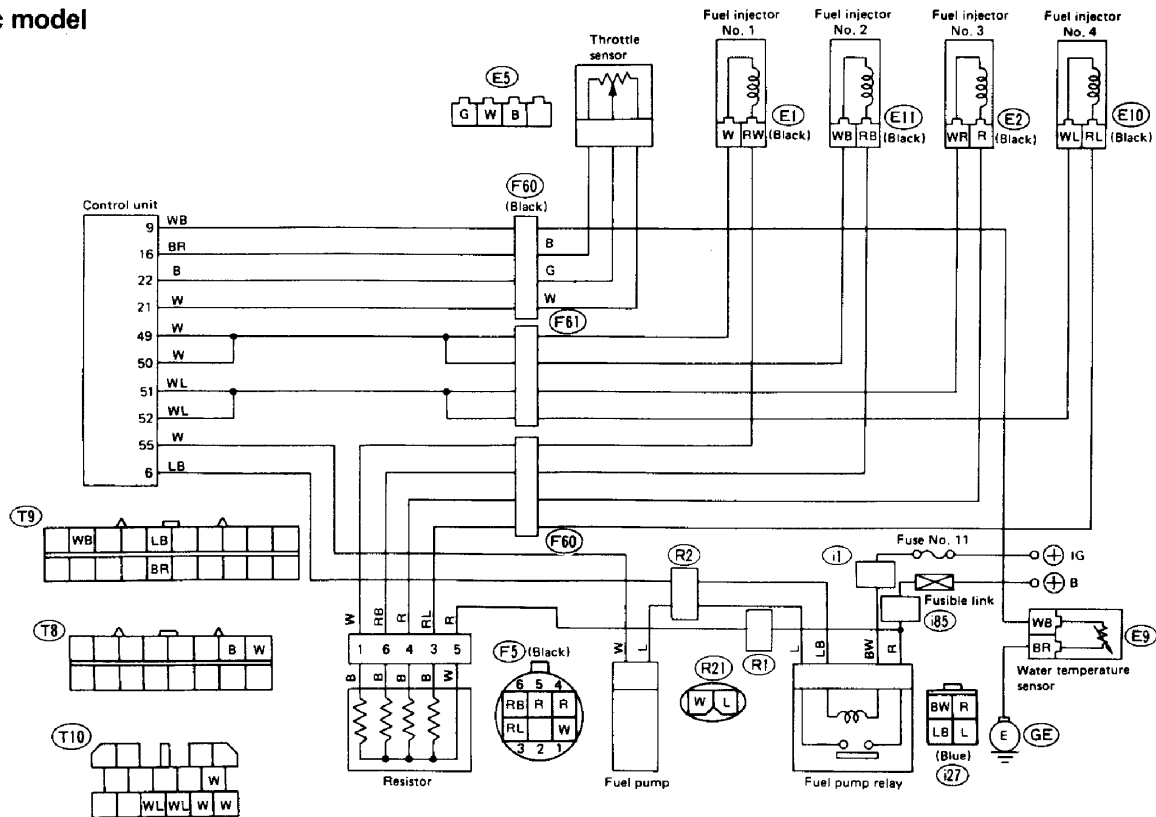 c model
Fuel injector
No. 1
Fuel injector
No. 2
Fuel injector
No. 3
Fuel injector
No. 4
Throttle
sensor
E5
G W B
W RW
E1
(Black)
WB RB
E11
(Black)
WR R
E2
(Black)
WL RL
E10
(Black)
F60
(Black)
Control unit
9 WB
16 BR B
22 B G
21 W W
F61
49 W
50 W
51 WL
52 WL
55 W
6 LB
F60
T9
WB LB
BR
T8
B W
T10
W
WL WL W W
W RB R RL R
1 6 4 3 5
B B B B W
Resistor
F5 (Black)
6 5 4
RB R R
RL W
3 2 1
R2
W L
Fuel pump
R21
W L
R1
i1
Fuse No. 11
+ IG
+ B
Fusible link
i85
L LB BW R
Fuel pump relay
BW R
LB L
(Blue)
i27
WB
BR
E9
Water temperature
sensor
E
GE